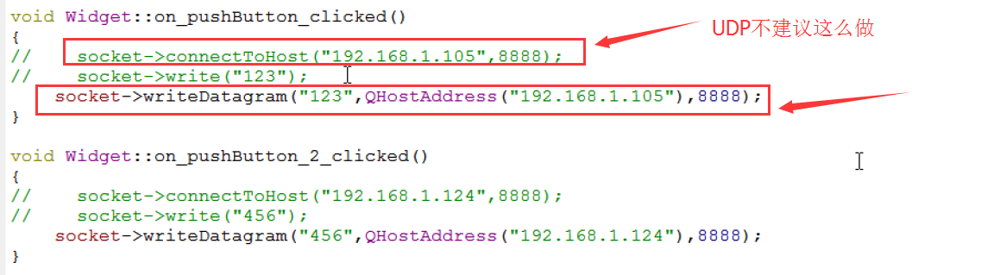 void Widget::on_pushButton_clicked()
{
//    socket->connectToHost("192.168.1.105",8888);
UDP不建议这么做
//    socket->write("123");
    socket->writeDatagram("123",QHostAddress("192.168.1.105"),8888);
}
void Widget::on_pushButton_2_clicked()
{
//    socket->connectToHost("192.168.1.124",8888);
//    socket->write("456");
    socket->writeDatagram("456",QHostAddress("192.168.1.124"),8888);
}